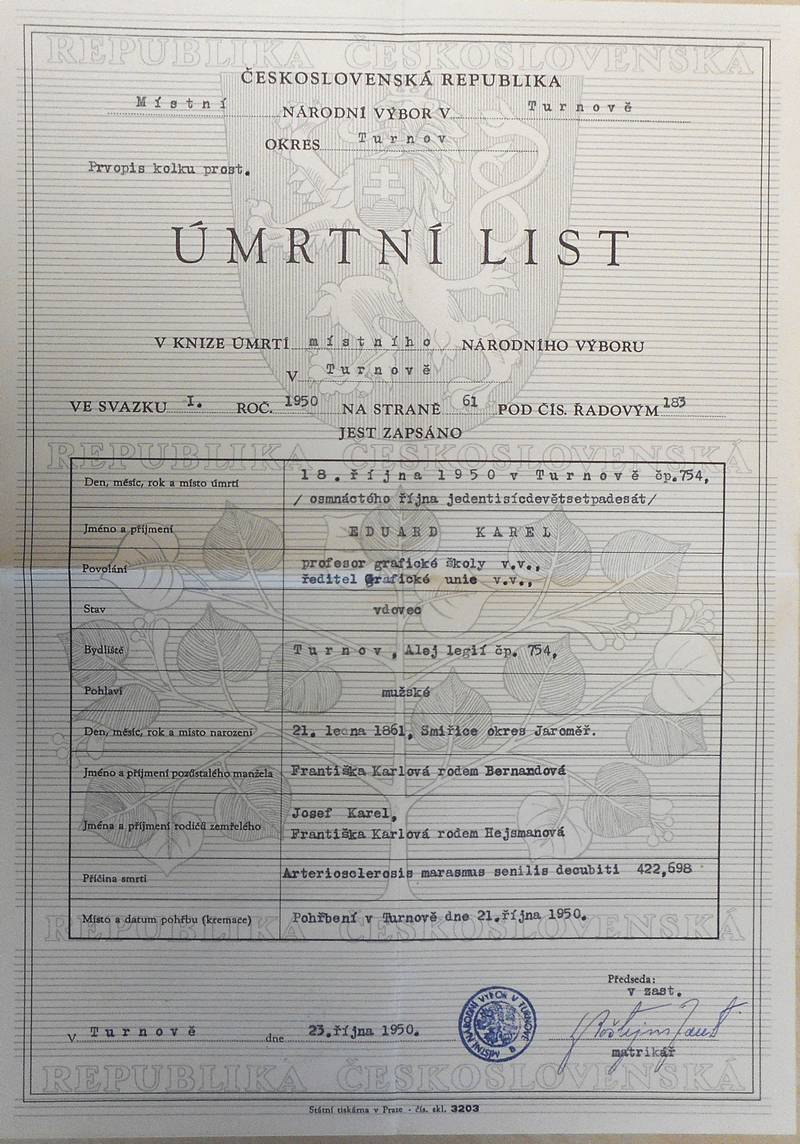 REPUBLIKA ČESKOSLOVENSKÁ
ČESKOSLOVENSKÁ REPUBLIKA
Místní NÁRODNÍ VÝBOR V Turnově
OKRES Turnov
Prvopis kolku prost.
ÚMRTNÍ LIST
V KNIZE ÚMRTÍ místního NÁRODNÍHO VÝBORU
V Turnově
VE SVAZKU I. ROČ. 1950 NA STRANĚ 61 POD ČÍS. ŘADOVÝM 183
JEST ZAPSÁNO
REPUBLIKA ČESKOSLOVENSKÁ
Den, měsíc, rok a místo úmrtí 18. října 1950 v Turnově čp.754,
/ osmnáctého října jedentisícdevětsetpadesát/
Jméno a příjmení EDUARD KAREL
Povolání profesor grafické školy v.v.,
ředitel grafické unie v.v.,
Stav vdovec
Bydliště Turnov, Alej legií čp. 754,
Pohlaví mužské
Den, měsíc, rok a místo narození 21. ledna 1861, Smiřice okres Jaroměř.
Jméno a příjmení pozůstalého manžela Františka Karlová rodem Bernandová
Jména a příjmení rodičů zemřelého Josef Karel,
Františka Karlová rodem Hejsmanová
Příčina smrti Arteriosclerosis marasmus senilis decubiti 422,698
Místo a datum pohřbu (kremace) Pohřbení v Turnově dne 21.října 1950.
REPUBLIKA ČESKOSLOVENSKÁ
Předseda:
v zast.
V Turnově dne 23.října 1950.
MÍSTNÍ NÁRODNÍ VÝBOR V TURNOVĚ
matrikář
REPUBLIKA ČESKOSLOVENSKÁ
Státní tiskárna v Praze - čís. skl. 3203